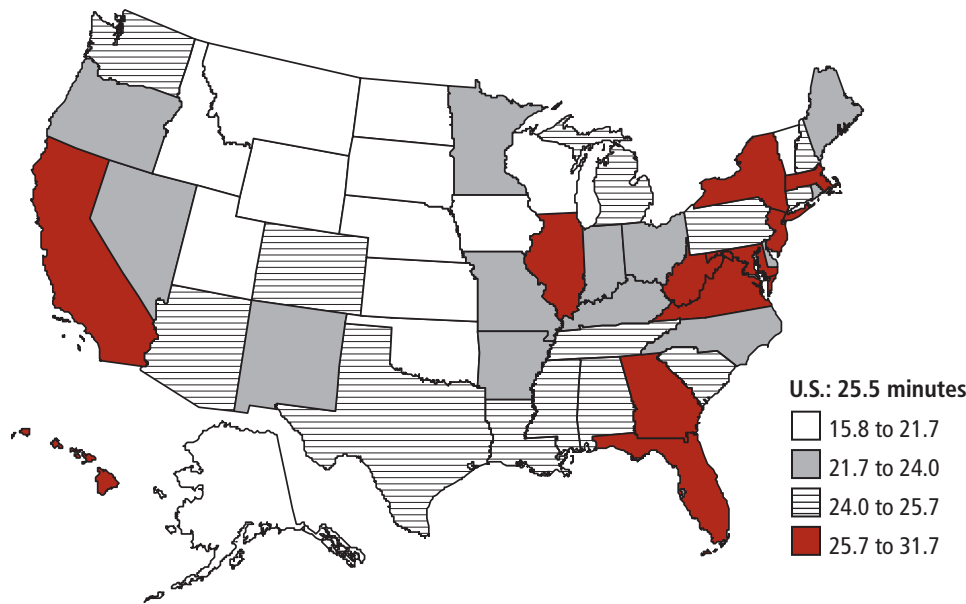 U.S.: 25.5 minutes
15.8 to 21.7
21.7 to 24.0
24.0 to 25.7
25.7 to 31.7